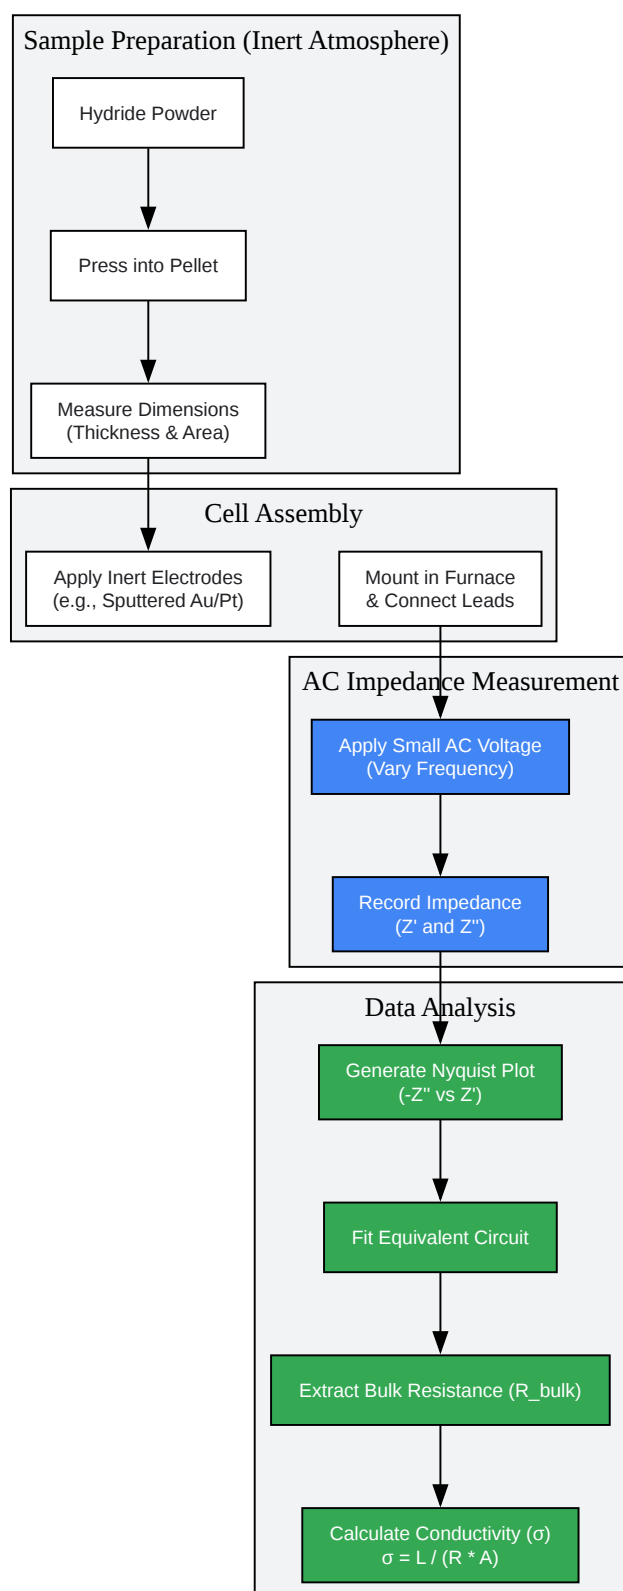 Sample Preparation (Inert Atmosphere)
Hydride Powder
Press into Pellet
Measure Dimensions
(Thickness & Area)
Cell Assembly
Apply Inert Electrodes
(e.g., Sputtered Au/Pt)
Mount in Furnace
& Connect Leads
AC Impedance Measurement
Apply Small AC Voltage
(Vary Frequency)
Record Impedance
(Z' and Z'')
Data Analysis
Generate Nyquist Plot
(-Z'' vs Z')
Fit Equivalent Circuit
Extract Bulk Resistance (R_bulk)
Calculate Conductivity (σ)
σ = L / (R * A)